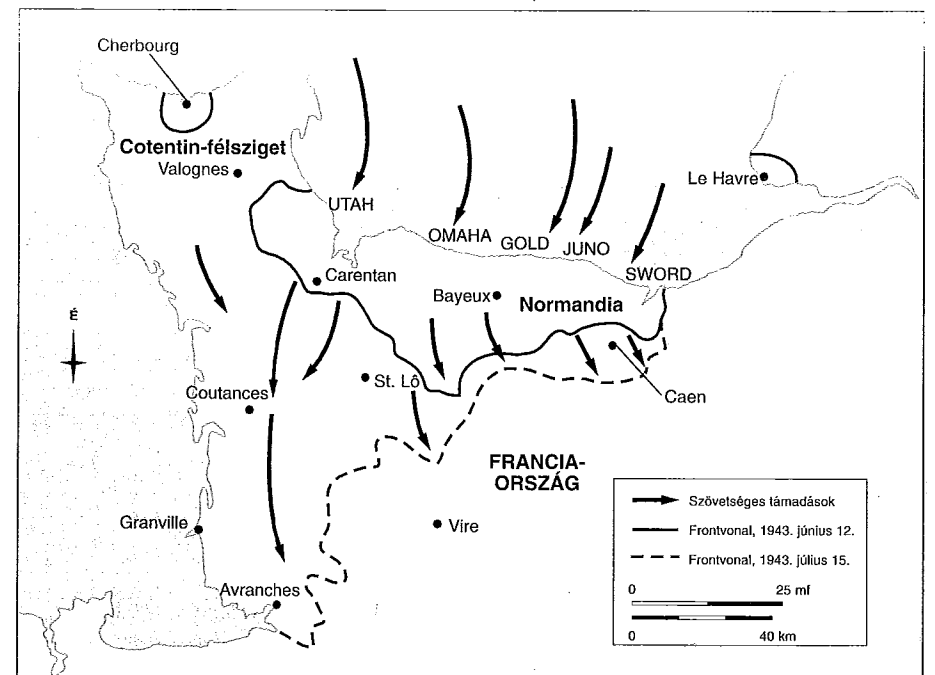 Cherbourg
Cotentin-félsziget
Valognes
Le Havre
UTAH
OMAHA
GOLD
JUNO
SWORD
Carentan
Bayeux
Normandia
É
St. Lô
Coutances
Caen
FRANCIA-
ORSZÁG
Granville
Vire
Avranches
Szövetséges támadások
Frontvonal, 1943. június 12.
Frontvonal, 1943. július 15.
0 25 mf
0 40 km